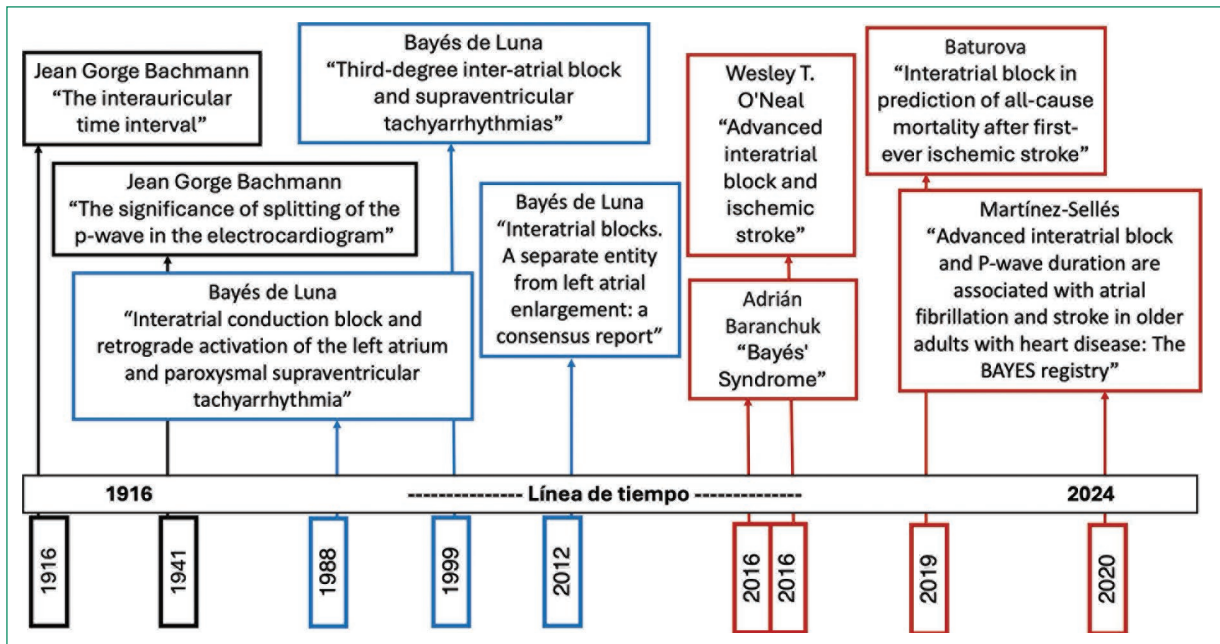 Jean Gorge Bachmann
“The interauricular
time interval”
Jean Gorge Bachmann
“The significance of splitting of the
p-wave in the electrocardiogram”
Bayés de Luna
“Interatrial conduction block and
retrograde activation of the left atrium
and paroxysmal supraventricular
tachyarrhythmia”
Bayés de Luna
“Third-degree inter-atrial block
and supraventricular
tachyarrhythmias”
Bayés de Luna
“Interatrial blocks.
A separate entity
from left atrial
enlargement: a
consensus report”
Wesley T.
O'Neal
“Advanced
interatrial
block and
ischemic
stroke”
Adrián
Baranchuk
“Bayés'
Syndrome”
Baturova
“Interatrial block in
prediction of all-cause
mortality after first-
ever ischemic stroke”
Martínez-Sellés
“Advanced interatrial block
and P-wave duration are
associated with atrial
fibrillation and stroke in older
adults with heart disease: The
BAYES registry”
1916 --------------- Línea de tiempo -------------- 2024
1916
1941
1988
1999
2012
2016
2016
2019
2020